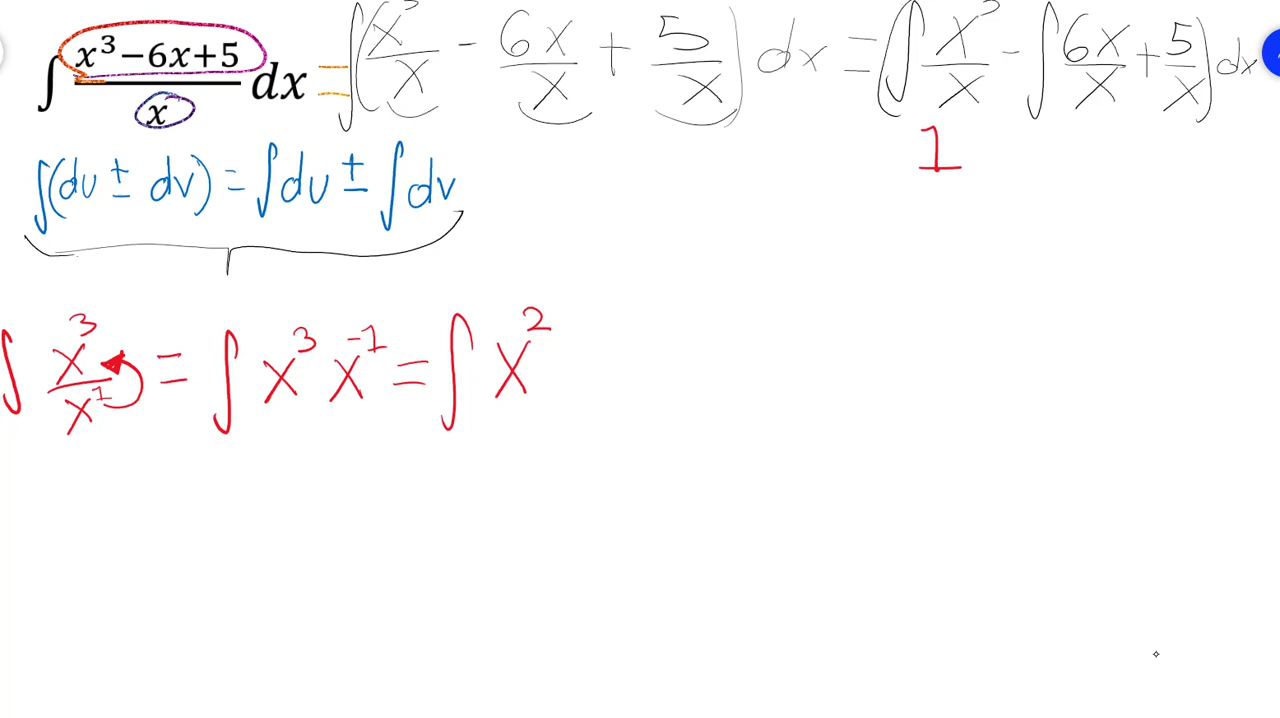 ∫ (x³−6x+5)/x dx = ∫(x³/x - 6x/x + 5/x) dx = (∫ x³/x - ∫ 6x/x + 5/x) dx
1
∫(du ± dv) = ∫du ± ∫dv
∫ x³/x¹ = ∫ x³ x⁻¹ = ∫ x²